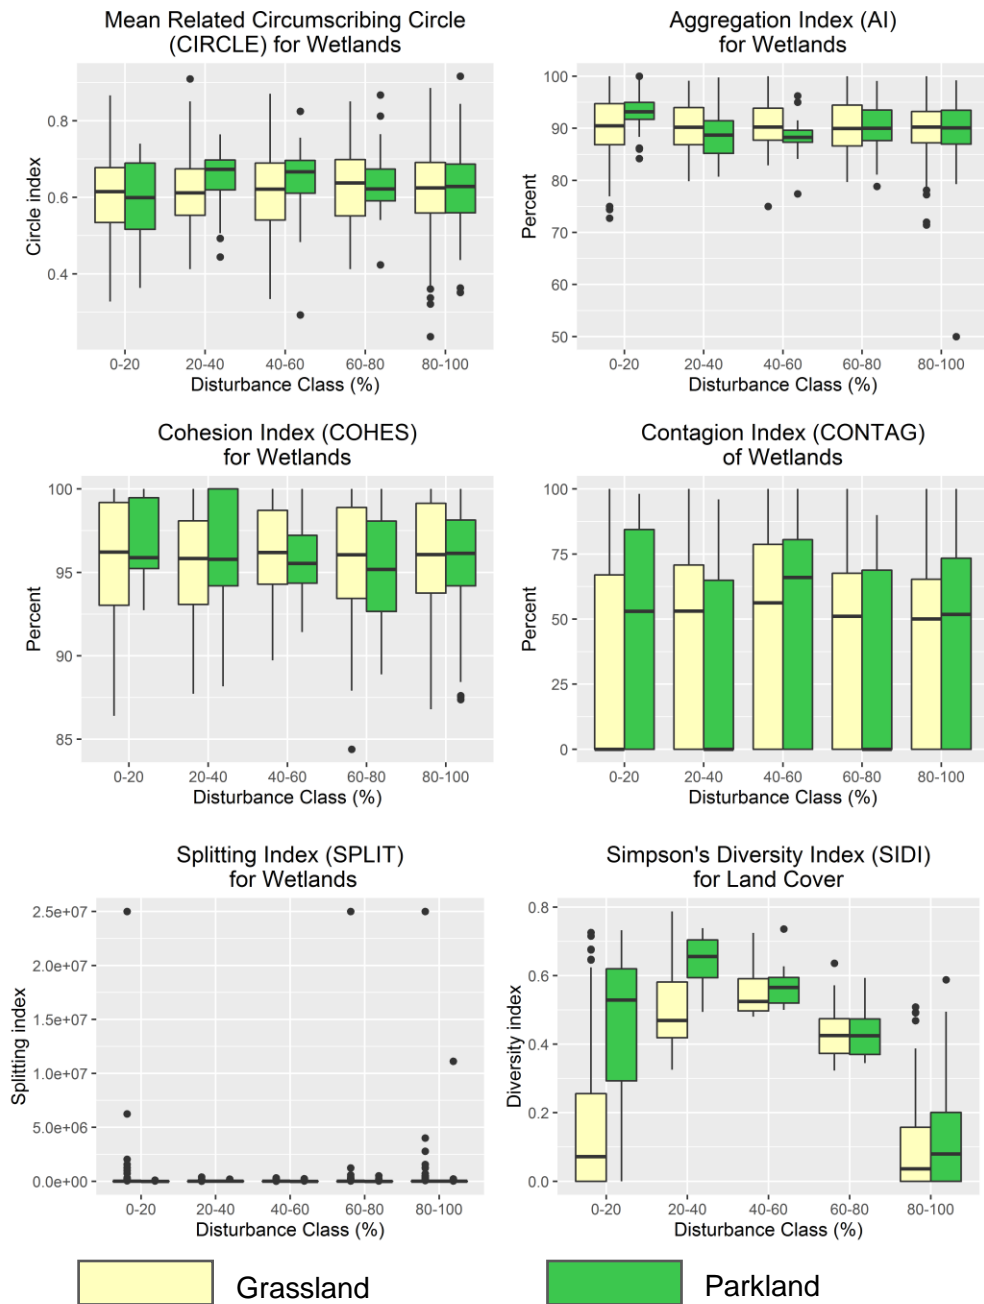 Mean Related Circumscribing Circle
(CIRCLE) for Wetlands
Circle index
0.8
0.6
0.4
0-20 20-40 40-60 60-80 80-100
Disturbance Class (%)
Aggregation Index (AI)
for Wetlands
Percent
100
90
80
70
60
50
0-20 20-40 40-60 60-80 80-100
Disturbance Class (%)
Cohesion Index (COHES)
for Wetlands
Percent
100
95
90
85
0-20 20-40 40-60 60-80 80-100
Disturbance Class (%)
Contagion Index (CONTAG)
of Wetlands
Percent
100
75
50
25
0
0-20 20-40 40-60 60-80 80-100
Disturbance Class (%)
Splitting Index (SPLIT)
for Wetlands
Splitting index
2.5e+07
2.0e+07
1.5e+07
1.0e+07
5.0e+06
0.0e+00
0-20 20-40 40-60 60-80 80-100
Disturbance Class (%)
Simpson's Diversity Index (SIDI)
for Land Cover
Diversity index
0.8
0.6
0.4
0.2
0.0
0-20 20-40 40-60 60-80 80-100
Disturbance Class (%)
Grassland
Parkland